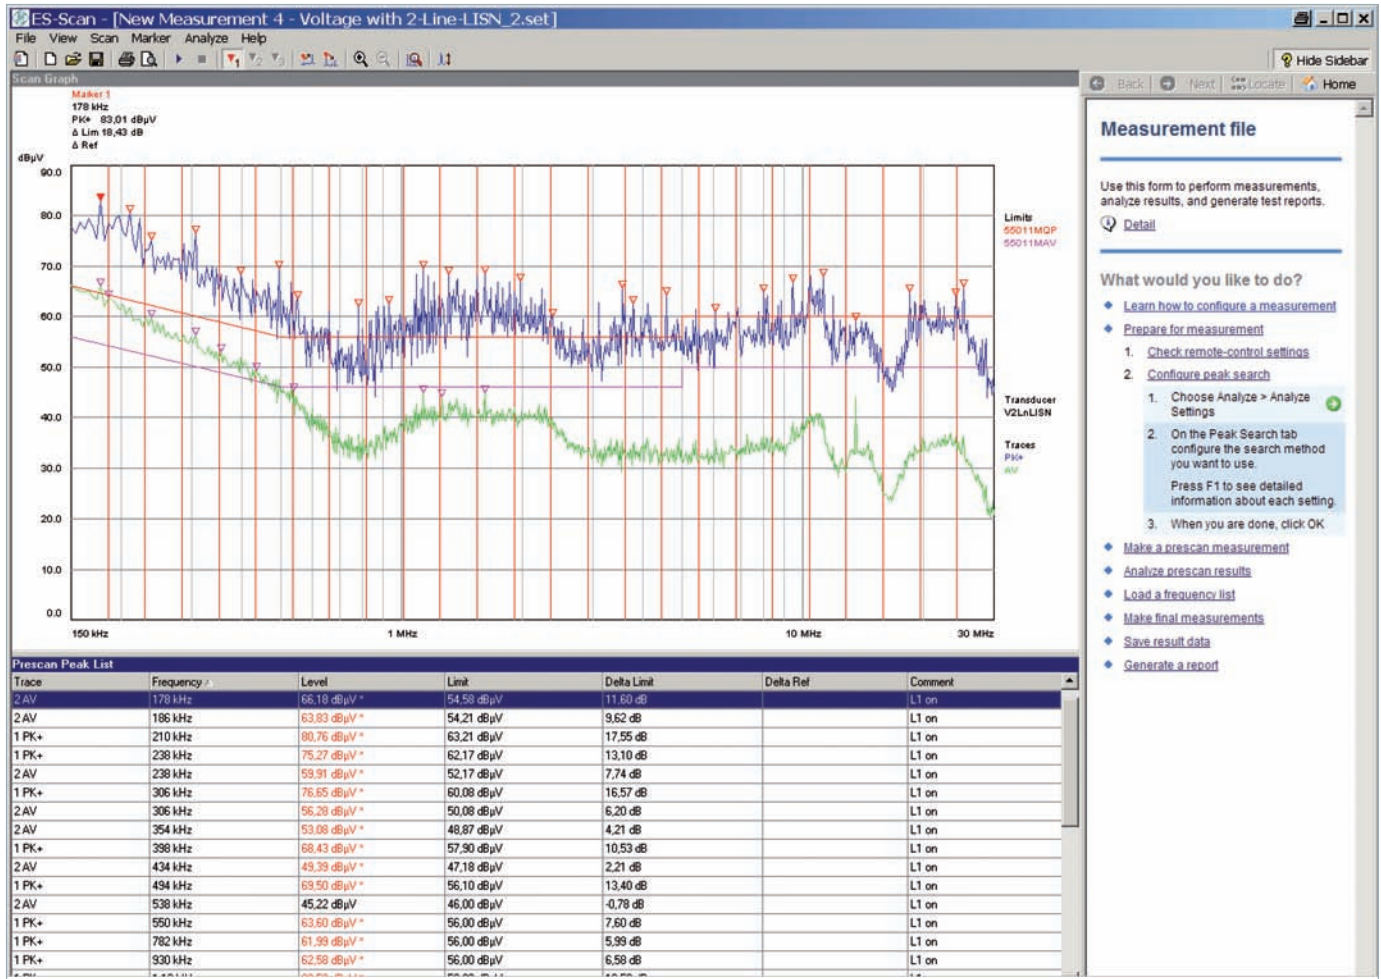 ES-Scan - [New Measurement 4 - Voltage with 2-Line-LISN_2.set]
File View Scan Marker Analyze Help
Hide Sidebar
Scan Graph
Back Next Locate Home
Marker 1
178 kHz
PK+ 83,01 dBµV
Δ Lim 18,43 dB
Δ Ref
dBµV
90.0
80.0
70.0
60.0
50.0
40.0
30.0
20.0
10.0
0.0
150 kHz 1 MHz 10 MHz 30 MHz
Limits
55011MQP
55011MAV
Transducer
V2LnLISN
Traces
PK+
AV
Measurement file
Use this form to perform measurements,
analyze results, and generate test reports.
Detail
What would you like to do?
Learn how to configure a measurement
Prepare for measurement
1. Check remote-control settings
2. Configure peak search
1. Choose Analyze > Analyze
Settings
2. On the Peak Search tab
configure the search method
you want to use.
Press F1 to see detailed
information about each setting.
3. When you are done, click OK
Make a prescan measurement
Analyze prescan results
Load a frequency list
Make final measurements
Save result data
Generate a report
Prescan Peak List
Trace Frequency Level Limit Delta Limit Delta Ref Comment
2 AV 178 kHz 66,18 dBµV * 54,58 dBµV 11,60 dB L1 on
2 AV 186 kHz 63,83 dBµV * 54,21 dBµV 9,62 dB L1 on
1 PK+ 210 kHz 80,76 dBµV * 63,21 dBµV 17,55 dB L1 on
1 PK+ 238 kHz 75,27 dBµV * 62,17 dBµV 13,10 dB L1 on
2 AV 238 kHz 59,91 dBµV * 52,17 dBµV 7,74 dB L1 on
1 PK+ 306 kHz 76,65 dBµV * 60,08 dBµV 16,57 dB L1 on
2 AV 306 kHz 56,28 dBµV * 50,08 dBµV 6,20 dB L1 on
2 AV 354 kHz 53,08 dBµV * 48,87 dBµV 4,21 dB L1 on
1 PK+ 398 kHz 68,43 dBµV * 57,90 dBµV 10,53 dB L1 on
2 AV 434 kHz 49,39 dBµV * 47,18 dBµV 2,21 dB L1 on
1 PK+ 494 kHz 69,50 dBµV * 56,10 dBµV 13,40 dB L1 on
2 AV 538 kHz 45,22 dBµV 46,00 dBµV -0,78 dB L1 on
1 PK+ 550 kHz 63,60 dBµV * 56,00 dBµV 7,60 dB L1 on
1 PK+ 782 kHz 61,99 dBµV * 56,00 dBµV 5,99 dB L1 on
1 PK+ 930 kHz 62,58 dBµV * 56,00 dBµV 6,58 dB L1 on